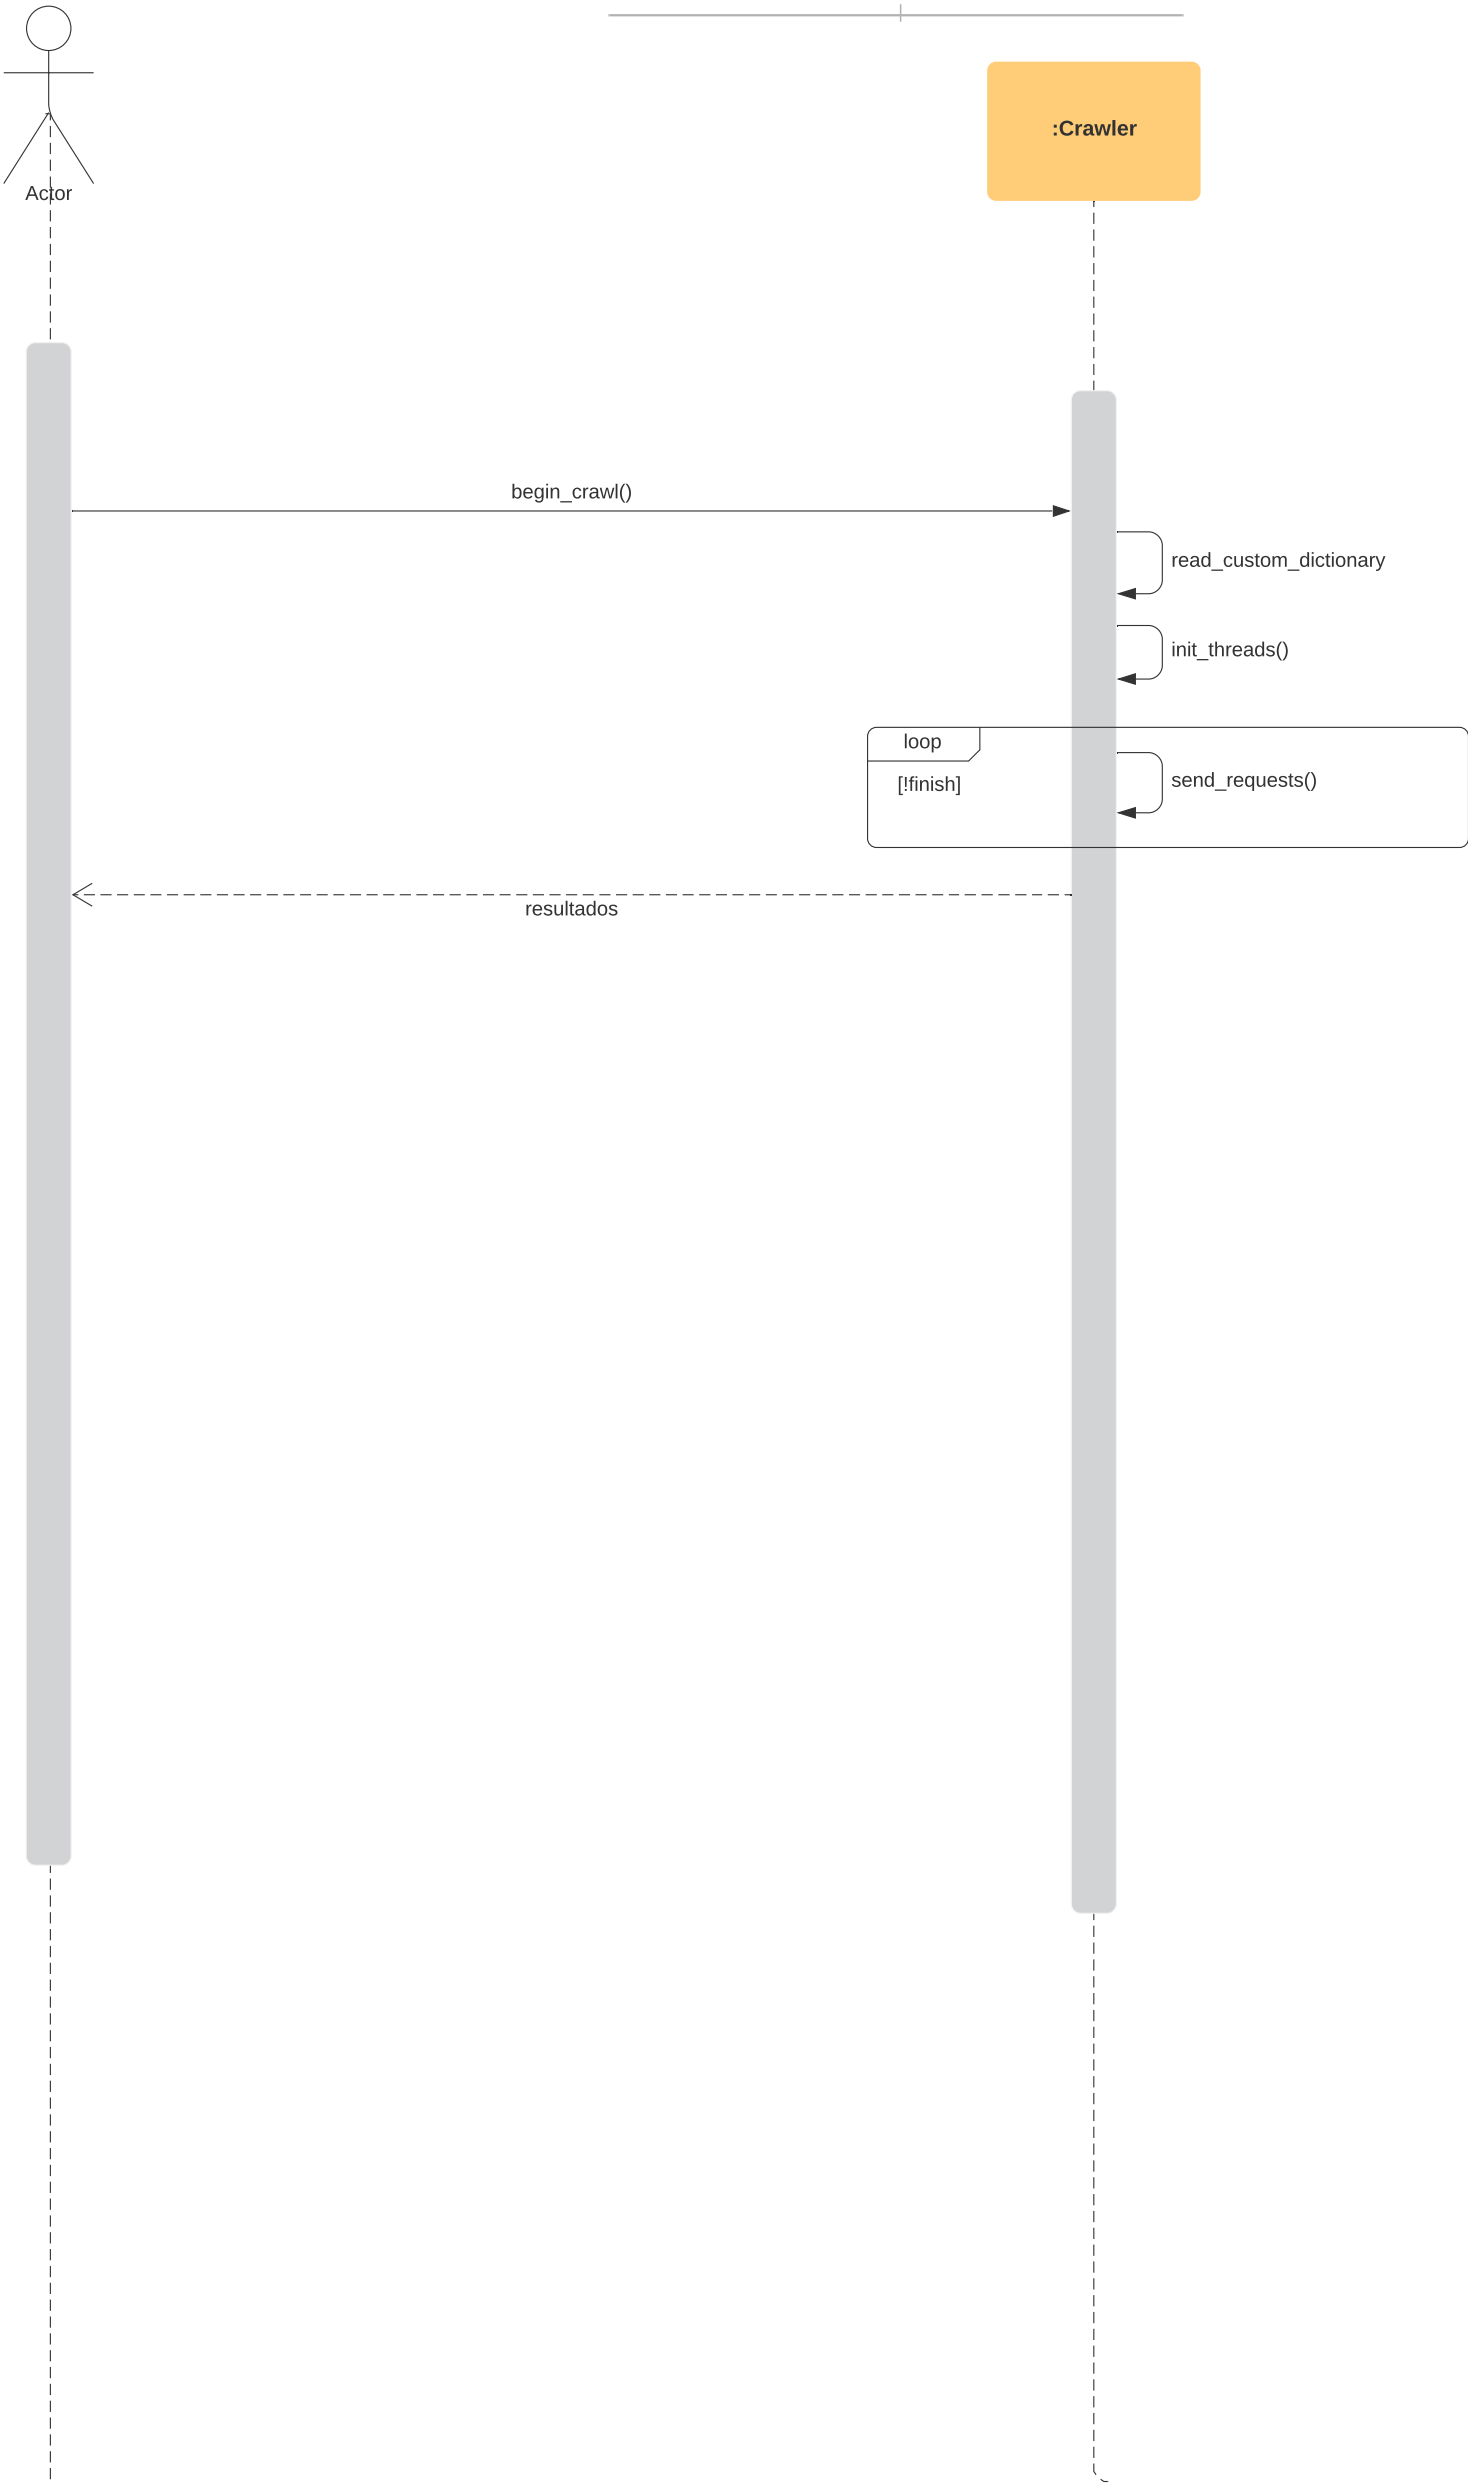 Actor
:Crawler
begin_crawl()
read_custom_dictionary
init_threads()
loop
[!finish]
send_requests()
resultados